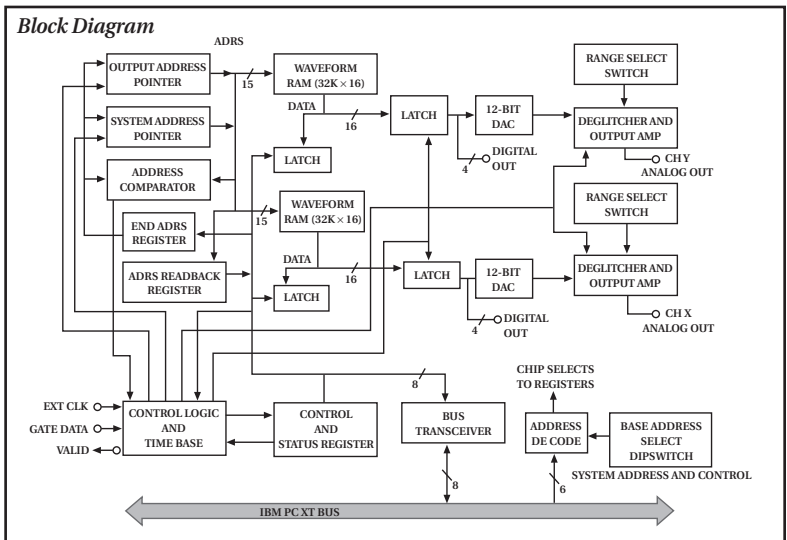 Block Diagram
ADRS
OUTPUT ADDRESS
POINTER
15
WAVEFORM
RAM (32K × 16)
RANGE SELECT
SWITCH
SYSTEM ADDRESS
POINTER
DATA
16
LATCH
12-BIT
DAC
DEGLITCHER AND
OUTPUT AMP
LATCH
4
DIGITAL
OUT
CH Y
ANALOG OUT
ADDRESS
COMPARATOR
15
WAVEFORM
RAM (32K × 16)
RANGE SELECT
SWITCH
END ADRS
REGISTER
DATA
16
LATCH
12-BIT
DAC
DEGLITCHER AND
OUTPUT AMP
ADRS READBACK
REGISTER
LATCH
4
DIGITAL
OUT
CH X
ANALOG OUT
EXT CLK
GATE DATA
VALID
CONTROL LOGIC
AND
TIME BASE
CONTROL
AND
STATUS REGISTER
8
BUS
TRANSCEIVER
CHIP SELECTS
TO REGISTERS
ADDRESS
DE CODE
BASE ADDRESS
SELECT
DIPSWITCH
SYSTEM ADDRESS AND CONTROL
8
6
IBM PC XT BUS